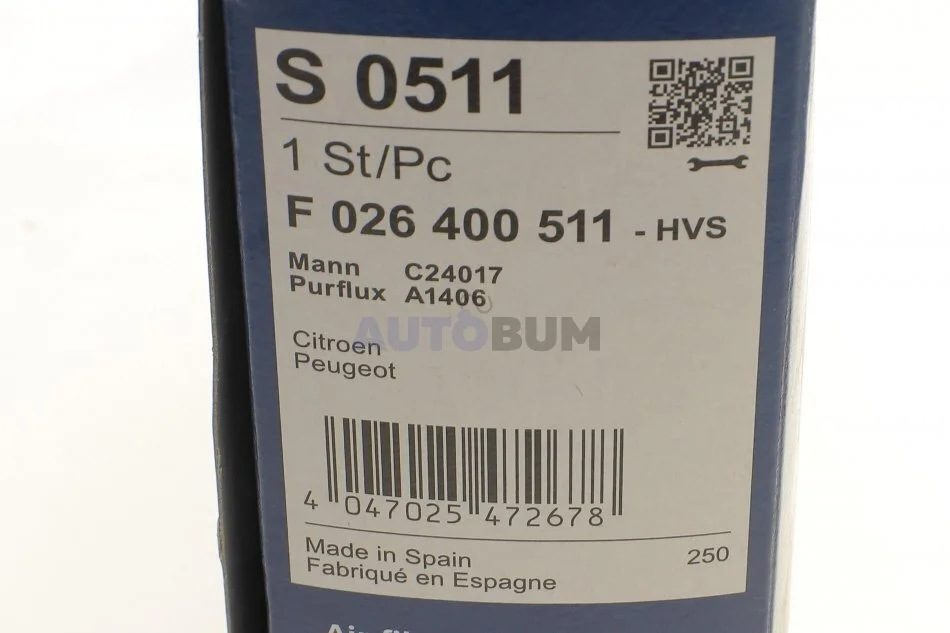 S 0511
1 St/Pc
F 026 400 511 - HVS
Mann C24017
Purflux A1406
AUTOBUM
Citroen
Peugeot
4 047025 472678
Made in Spain 250
Fabriqué en Espagne